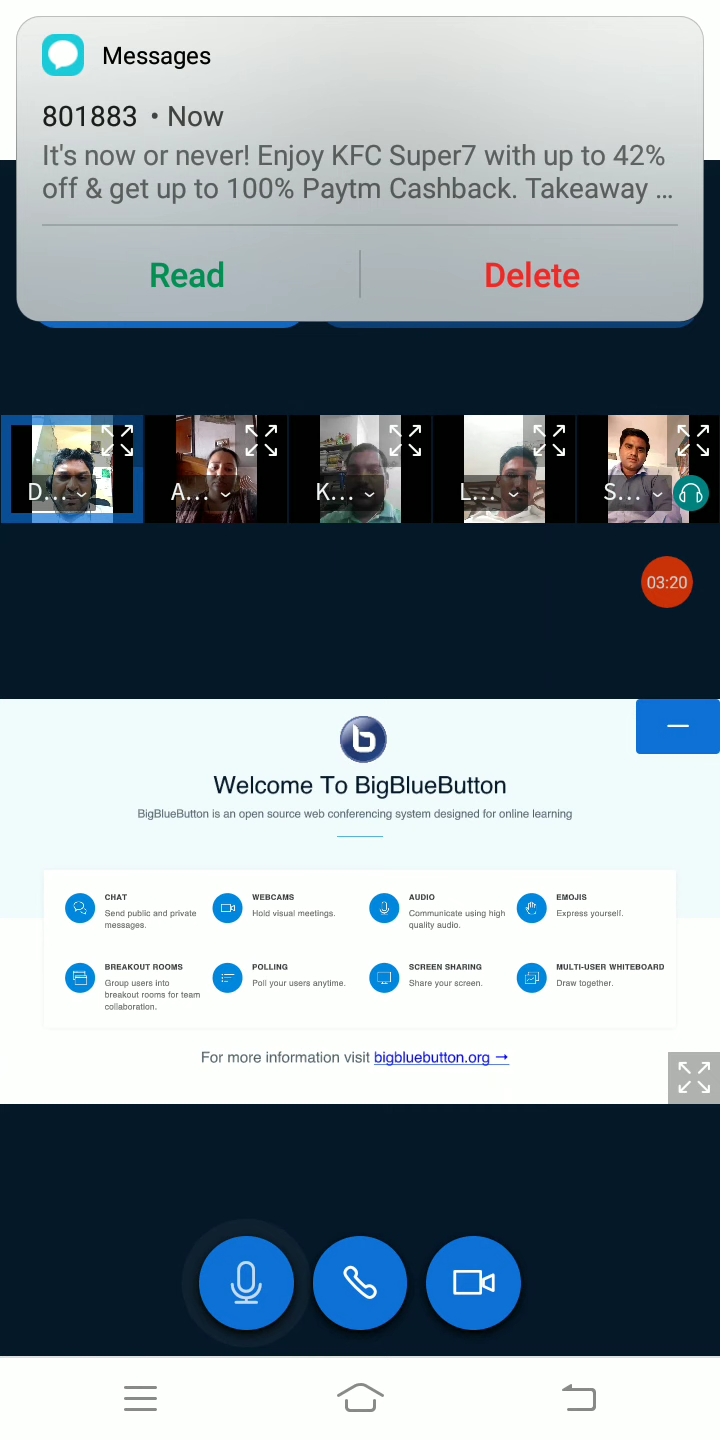 Messages
801883 • Now
It's now or never! Enjoy KFC Super7 with up to 42%
off & get up to 100% Paytm Cashback. Takeaway ...
Read
Delete
D...
A...
K...
L...
S...
03:20
Welcome To BigBlueButton
BigBlueButton is an open source web conferencing system designed for online learning
CHAT
Send public and private
messages.
WEBCAMS
Hold visual meetings.
AUDIO
Communicate using high
quality audio.
EMOJIS
Express yourself.
BREAKOUT ROOMS
Group users into
breakout rooms for team
collaboration.
POLLING
Poll your users anytime.
SCREEN SHARING
Share your screen.
MULTI-USER WHITEBOARD
Draw together.
For more information visit bigbluebutton.org →